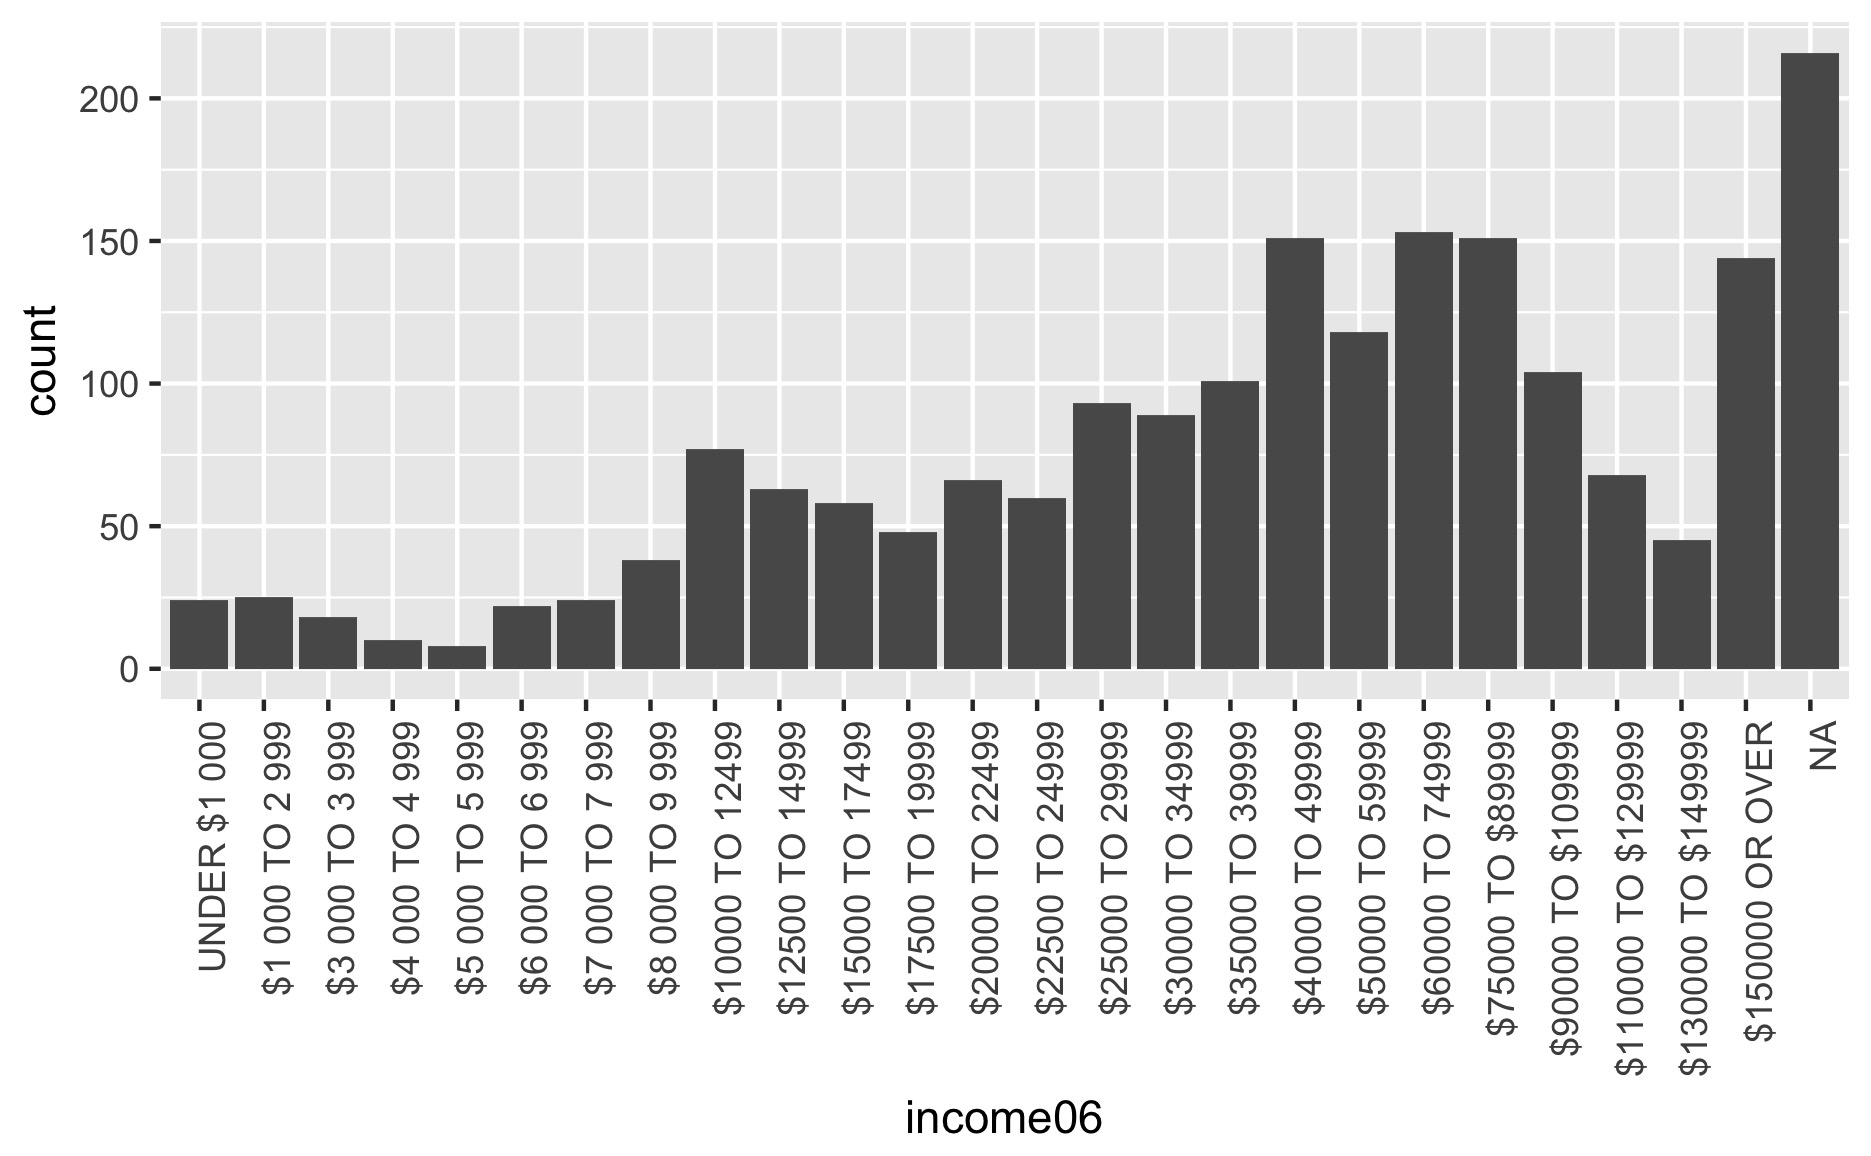 count
200
150
100
50
0
UNDER $1 000
$1 000 TO 2 999
$3 000 TO 3 999
$4 000 TO 4 999
$5 000 TO 5 999
$6 000 TO 6 999
$7 000 TO 7 999
$8 000 TO 9 999
$10000 TO 12499
$12500 TO 14999
$15000 TO 17499
$17500 TO 19999
$20000 TO 22499
$22500 TO 24999
$25000 TO 29999
$30000 TO 34999
$35000 TO 39999
$40000 TO 49999
$50000 TO 59999
$60000 TO 74999
$75000 TO $89999
$90000 TO $109999
$110000 TO $129999
$130000 TO $149999
$150000 OR OVER
NA
income06